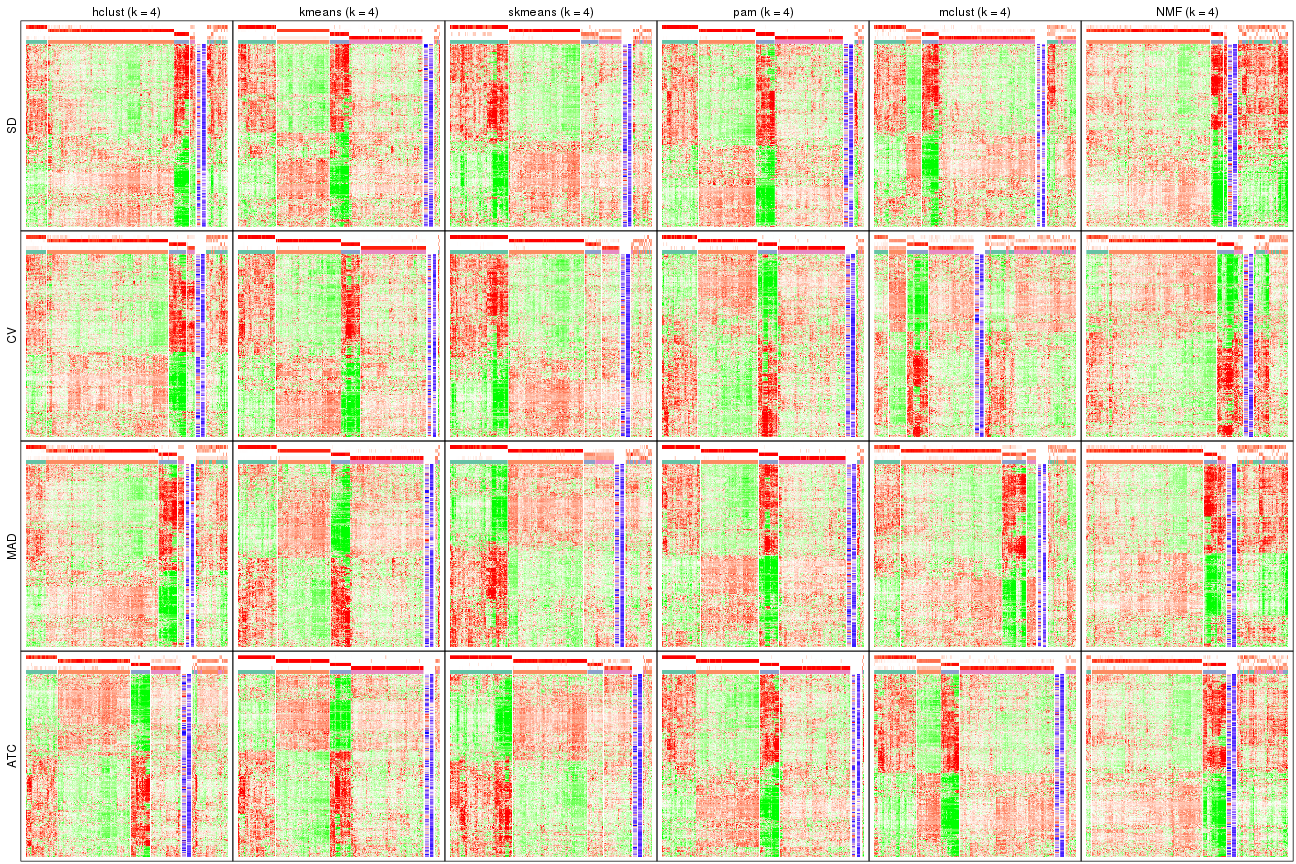 hclust (k = 4) kmeans (k = 4) skmeans (k = 4) pam (k = 4) mclust (k = 4) NMF (k = 4)
SD
CV
MAD
ATC